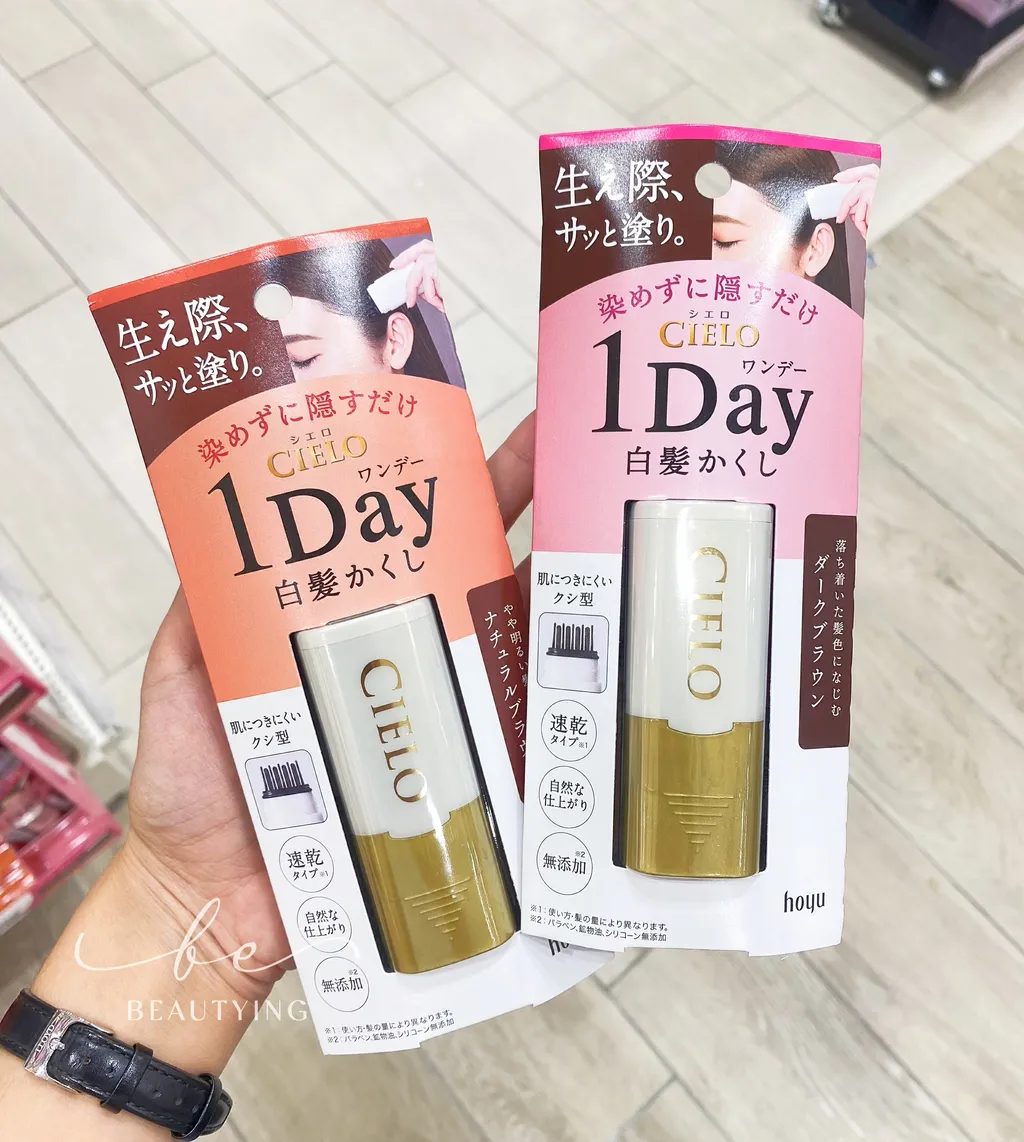 生え際、
サッと塗り。
染めずに隠すだけ
シエロ
CIELO
1Day
ワンデー
白髪かくし
やや明るい
ナチュラルブラウ
肌につきにくい
クシ型
CIELO
速乾
タイプ※1
自然な
仕上がり
※2
無添加
※1：使い方・髪の量により異なります。
※2：パラベン,鉱物油,シリコーン無添加
生え際、
サッと塗り。
染めずに隠すだけ
シエロ
CIELO
1Day
ワンデー
白髪かくし
落ち着いた髪色になじむ
ダークブラウン
肌につきにくい
クシ型
CIELO
速乾
タイプ※1
自然な
仕上がり
※2
無添加
※1：使い方・髪の量により異なります。
※2：パラベン,鉱物油,シリコーン無添加
hoyu
be
BEAUTYING